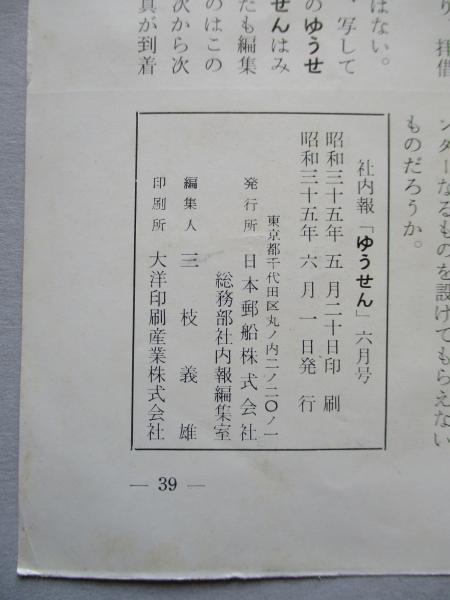 り、拝借
はない。
、写して
のゆうせ
せんはみ
たも編集
のはこの
次から次
真が到着
ンダーなるものを設けてもらえない
ものだろうか。
社内報「ゆうせん」六月号
昭和三十五年五月二十日印刷
昭和三十五年六月一日発行
東京都千代田区丸ノ内二ノ二〇ノ一
発行所 日本郵船株式会社
総務部社内報編集室
編集人 三枝義雄
印刷所 大洋印刷産業株式会社
— 39 —